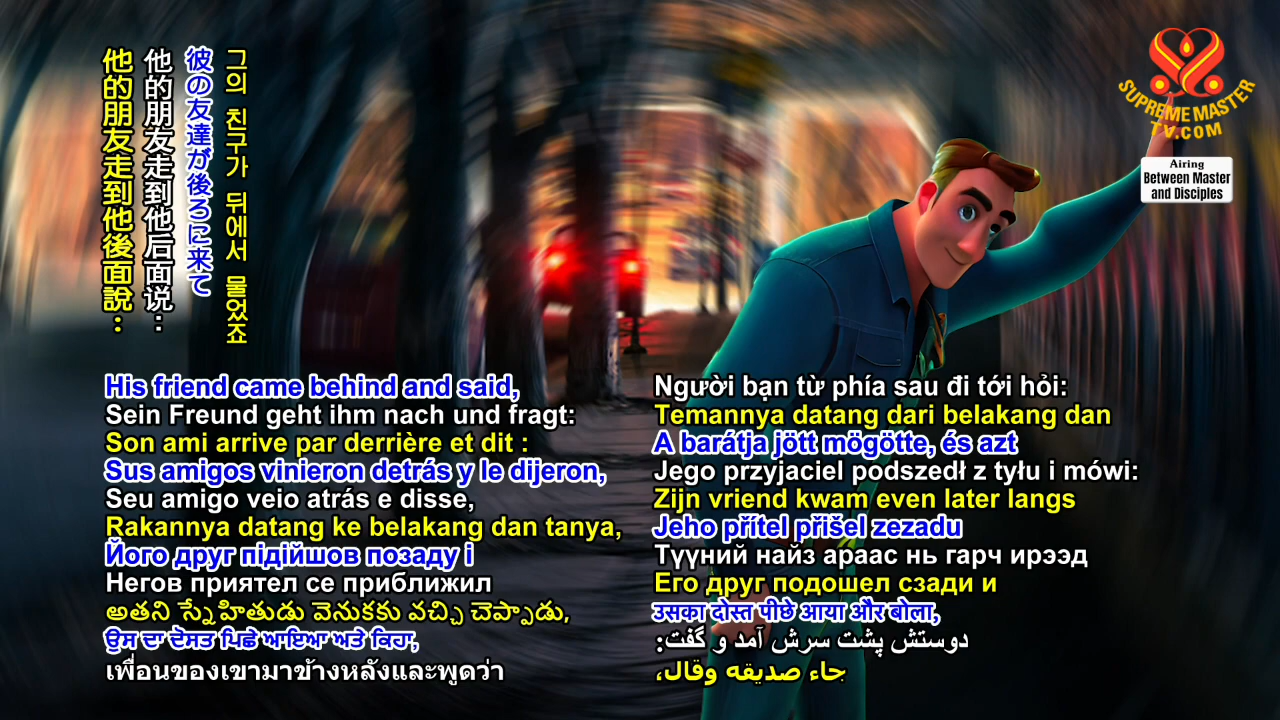 他的朋友走到他後面說：
他的朋友走到他后面说：
彼の友達が後ろに来て
그의 친구가 뒤에서 물었죠
SUPREME MASTER
TV.COM
Airing
Between Master
and Disciples
His friend came behind and said,
Sein Freund geht ihm nach und fragt:
Son ami arrive par derrière et dit :
Sus amigos vinieron detrás y le dijeron,
Seu amigo veio atrás e disse,
Rakannya datang ke belakang dan tanya,
Його друг підійшов позаду і
Негов приятел се приближил
అతని స్నేహితుడు వెనుకకు వచ్చి చెప్పాడు,
ਉਸ ਦਾ ਦੋਸਤ ਪਿਛੇ ਆਇਆ ਅਤੇ ਕਿਹਾ,
เพื่อนของเขามาข้างหลังและพูดว่า
Người bạn từ phía sau đi tới hỏi:
Temannya datang dari belakang dan
A barátja jött mögötte, és azt
Jego przyjaciel podszedł z tyłu i mówi:
Zijn vriend kwam even later langs
Jeho přítel přišel zezadu
Түүний найз араас нь гарч ирээд
Его друг подошел сзади и
उसका दोस्त पीछे आया और बोला,
دوستش پشت سرش آمد و گفت:
جاء صديقه وقال،